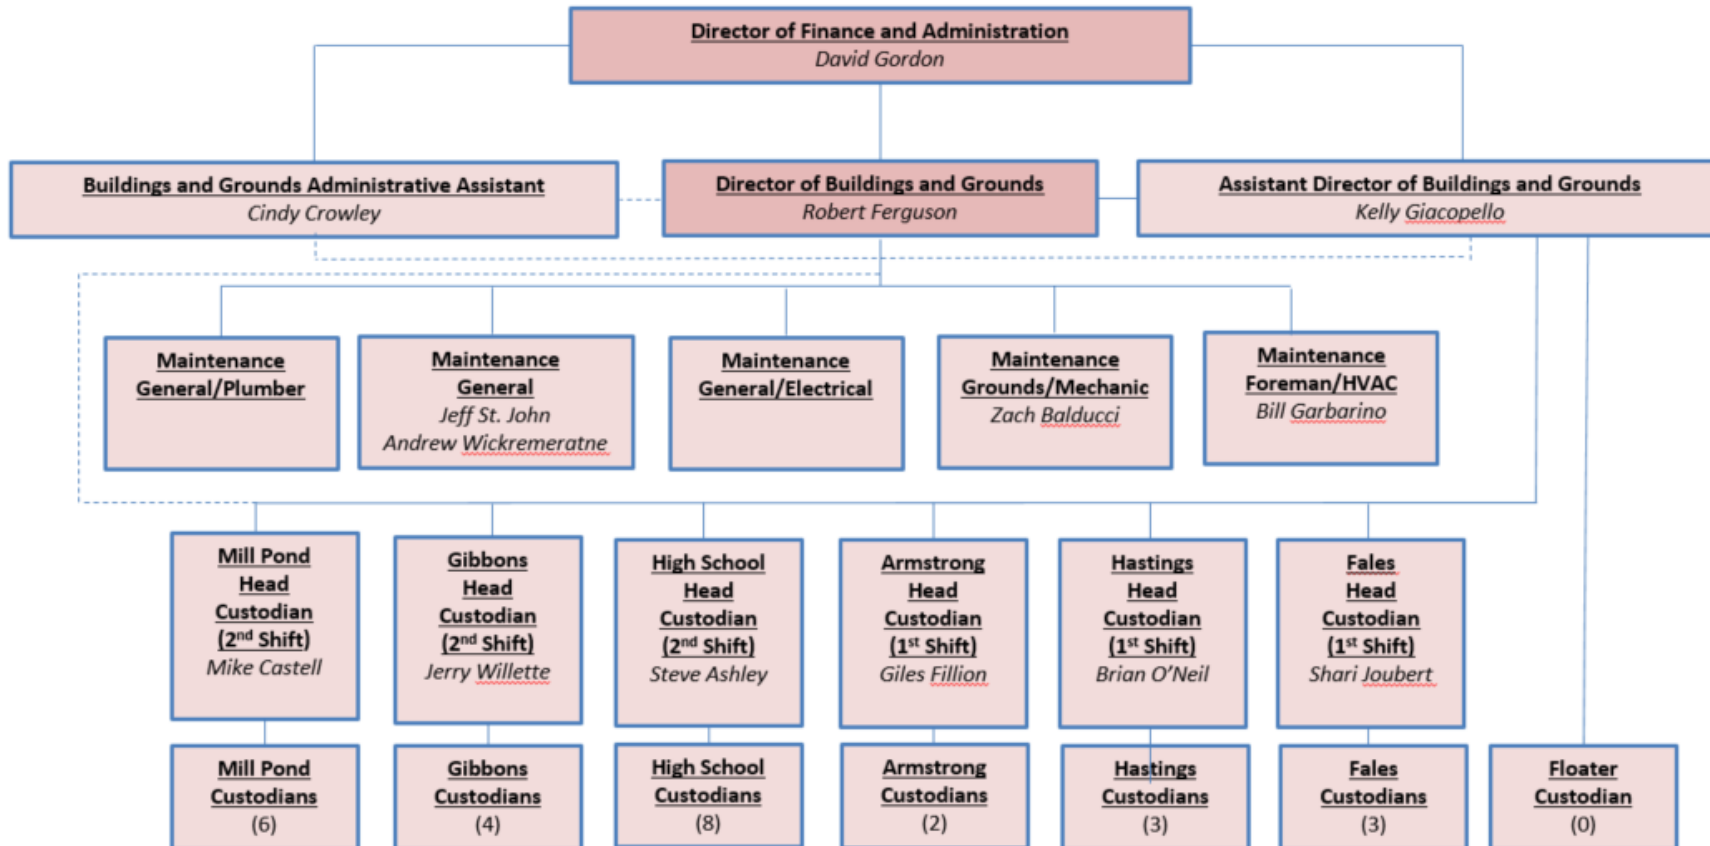 Director of Finance and Administration
David Gordon
Buildings and Grounds Administrative Assistant
Cindy Crowley
Director of Buildings and Grounds
Robert Ferguson
Assistant Director of Buildings and Grounds
Kelly Giacopello
Maintenance
General/Plumber
Maintenance
General
Jeff St. John
Andrew Wickremeratne
Maintenance
General/Electrical
Maintenance
Grounds/Mechanic
Zach Balducci
Maintenance
Foreman/HVAC
Bill Garbarino
Mill Pond
Head
Custodian
(2nd Shift)
Mike Castell
Gibbons
Head
Custodian
(2nd Shift)
Jerry Willette
High School
Head
Custodian
(2nd Shift)
Steve Ashley
Armstrong
Head
Custodian
(1st Shift)
Giles Fillion
Hastings
Head
Custodian
(1st Shift)
Brian O'Neil
Fales
Head
Custodian
(1st Shift)
Shari Joubert
Mill Pond
Custodians
(6)
Gibbons
Custodians
(4)
High School
Custodians
(8)
Armstrong
Custodians
(2)
Hastings
Custodians
(3)
Fales
Custodians
(3)
Floater
Custodian
(0)